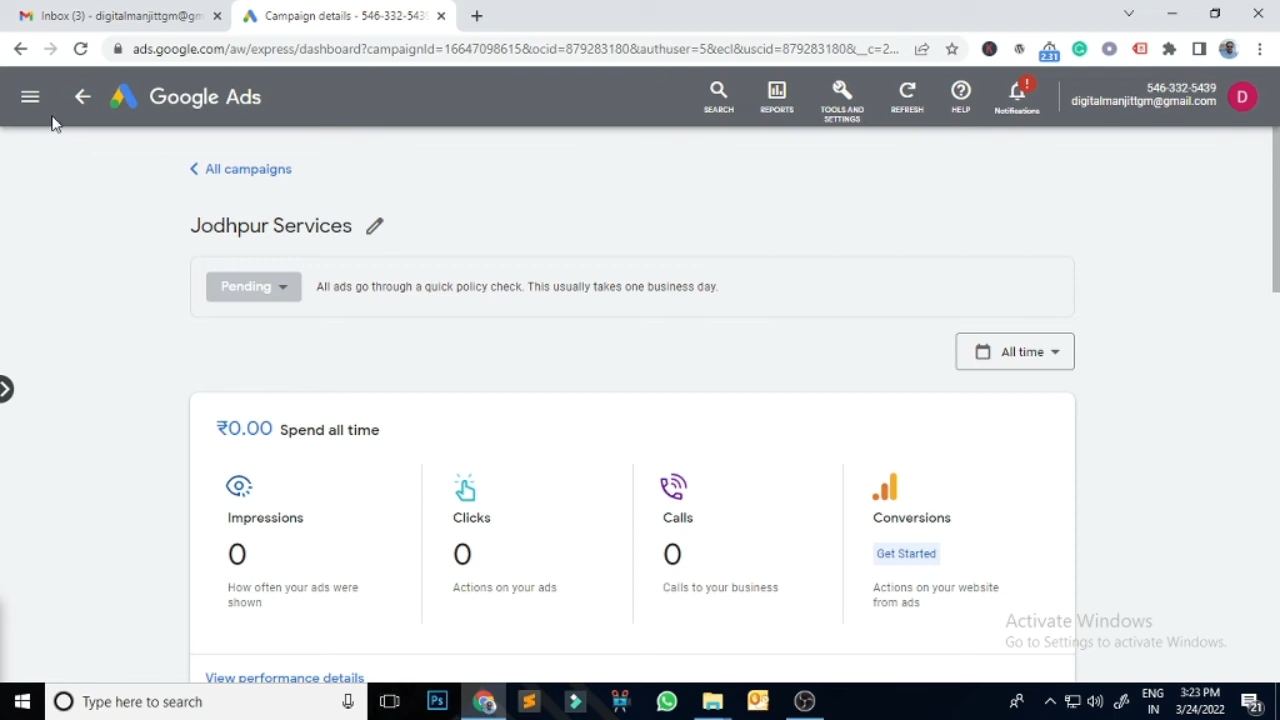 Inbox (3) - digitalmanjittgm@gm
Campaign details - 546-332-5439
ads.google.com/aw/express/dashboard?campaignId=16647098615&ocid=879283180&authuser=5&ecl&uscid=879283180&__c=2...
2.31
Google Ads
SEARCH
REPORTS
TOOLS AND
SETTINGS
REFRESH
HELP
!
Notifications
546-332-5439
digitalmanjittgm@gmail.com
D
All campaigns
Jodhpur Services
Pending
All ads go through a quick policy check. This usually takes one business day.
All time
₹0.00 Spend all time
Impressions
Clicks
Calls
Conversions
0
0
0
Get Started
How often your ads were
shown
Actions on your ads
Calls to your business
Actions on your website
from ads
Activate Windows
Go to Settings to activate Windows.
View performance details
Type here to search
Ps
ENG
IN
3:23 PM
3/24/2022
21